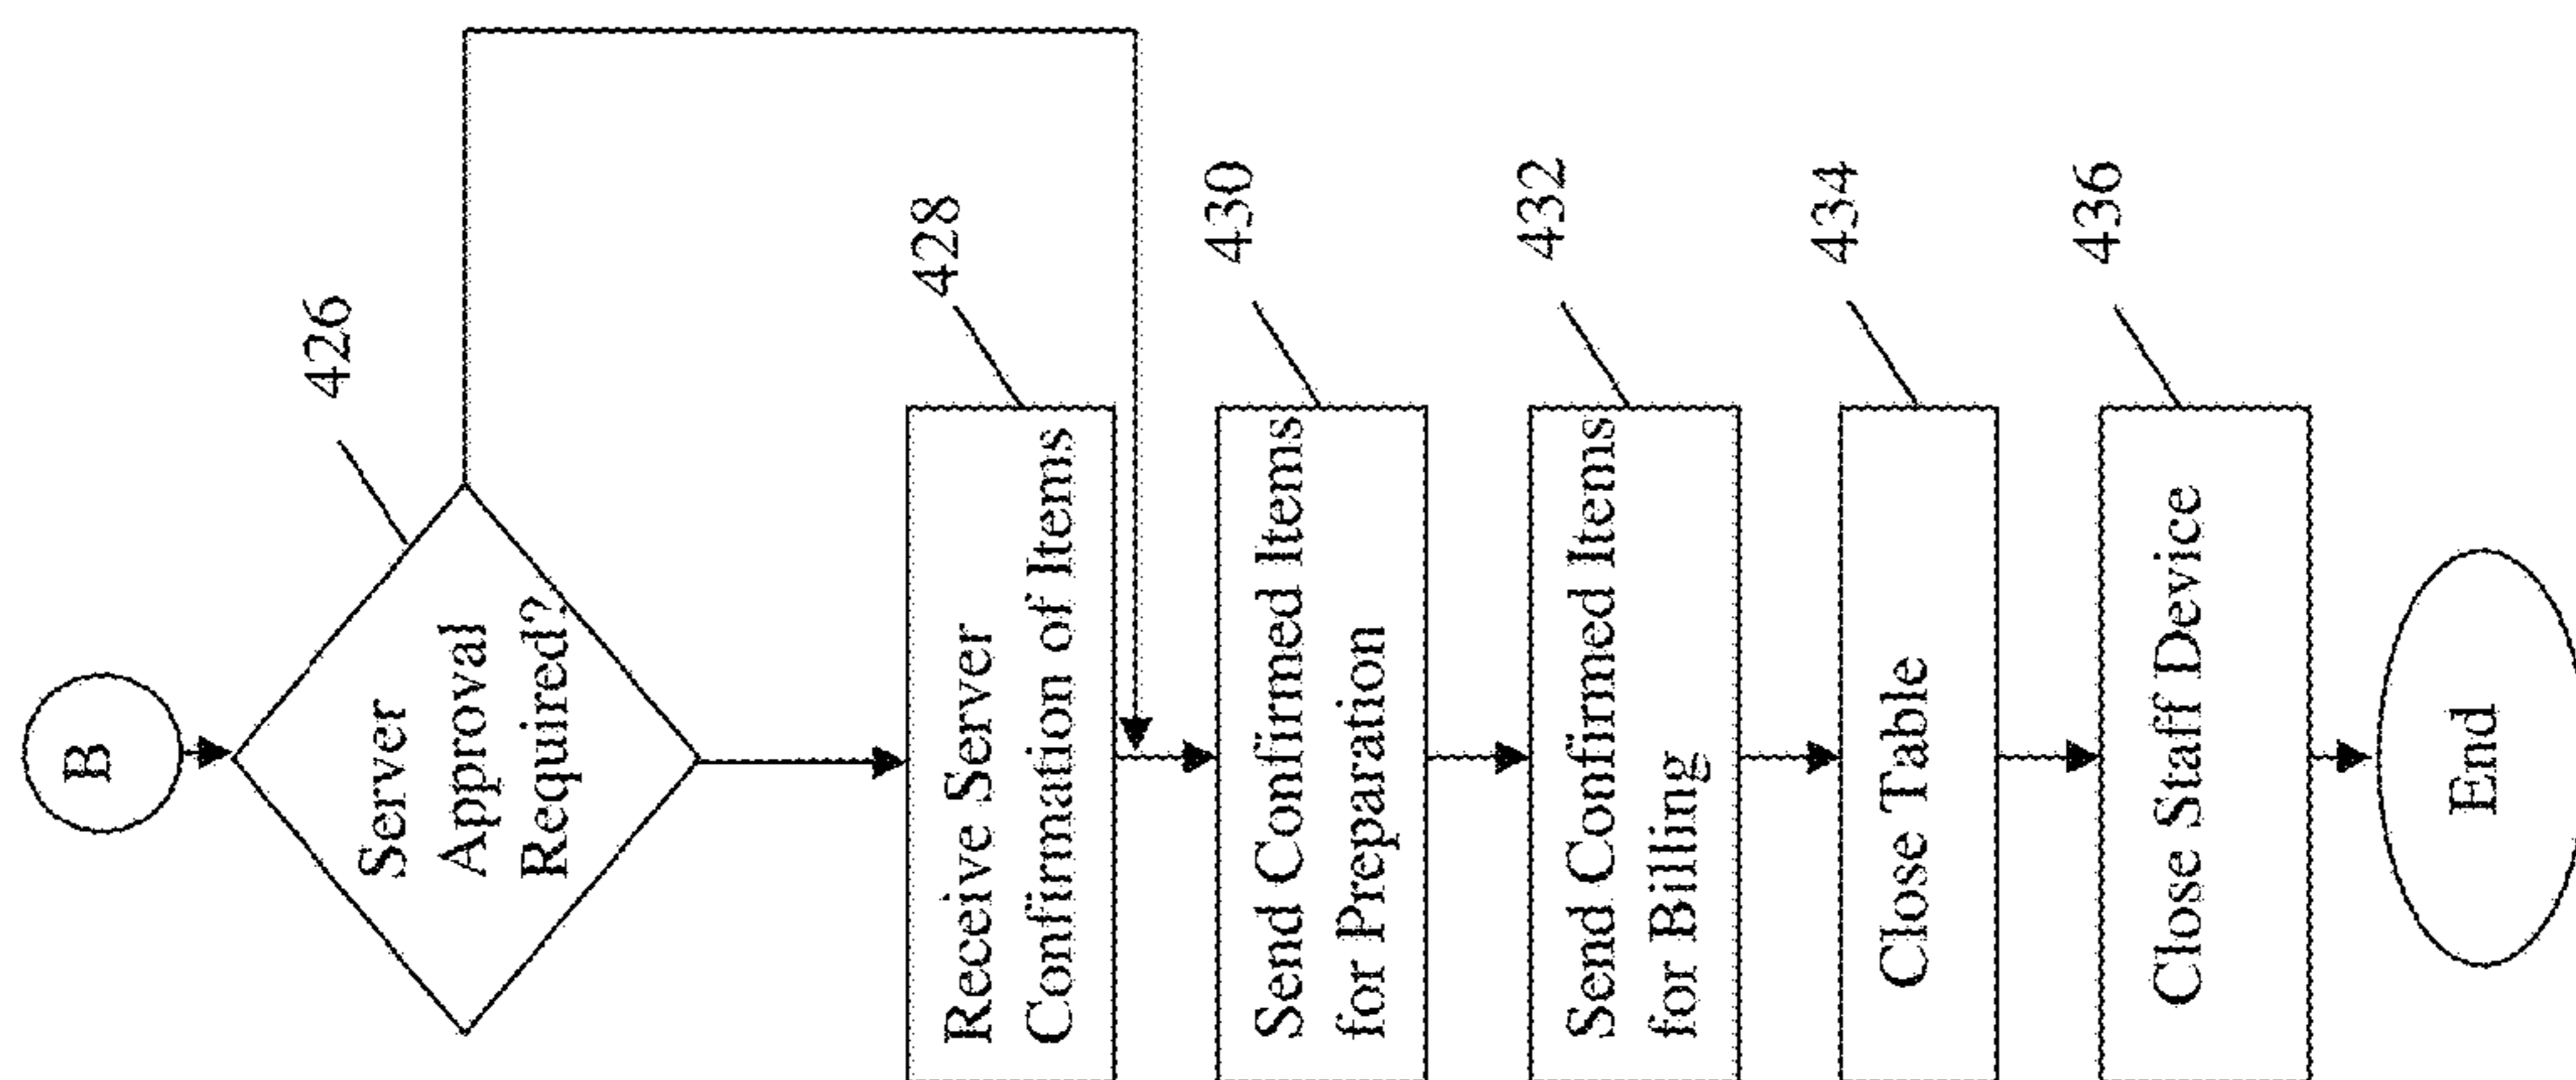 B
426
Server
Approval
Required?
428
Receive Server
Confirmation of Items
430
Send Confirmed Items
for Preparation
432
Send Confirmed Items
for Billing
434
Close Table
436
Close Staff Device
End